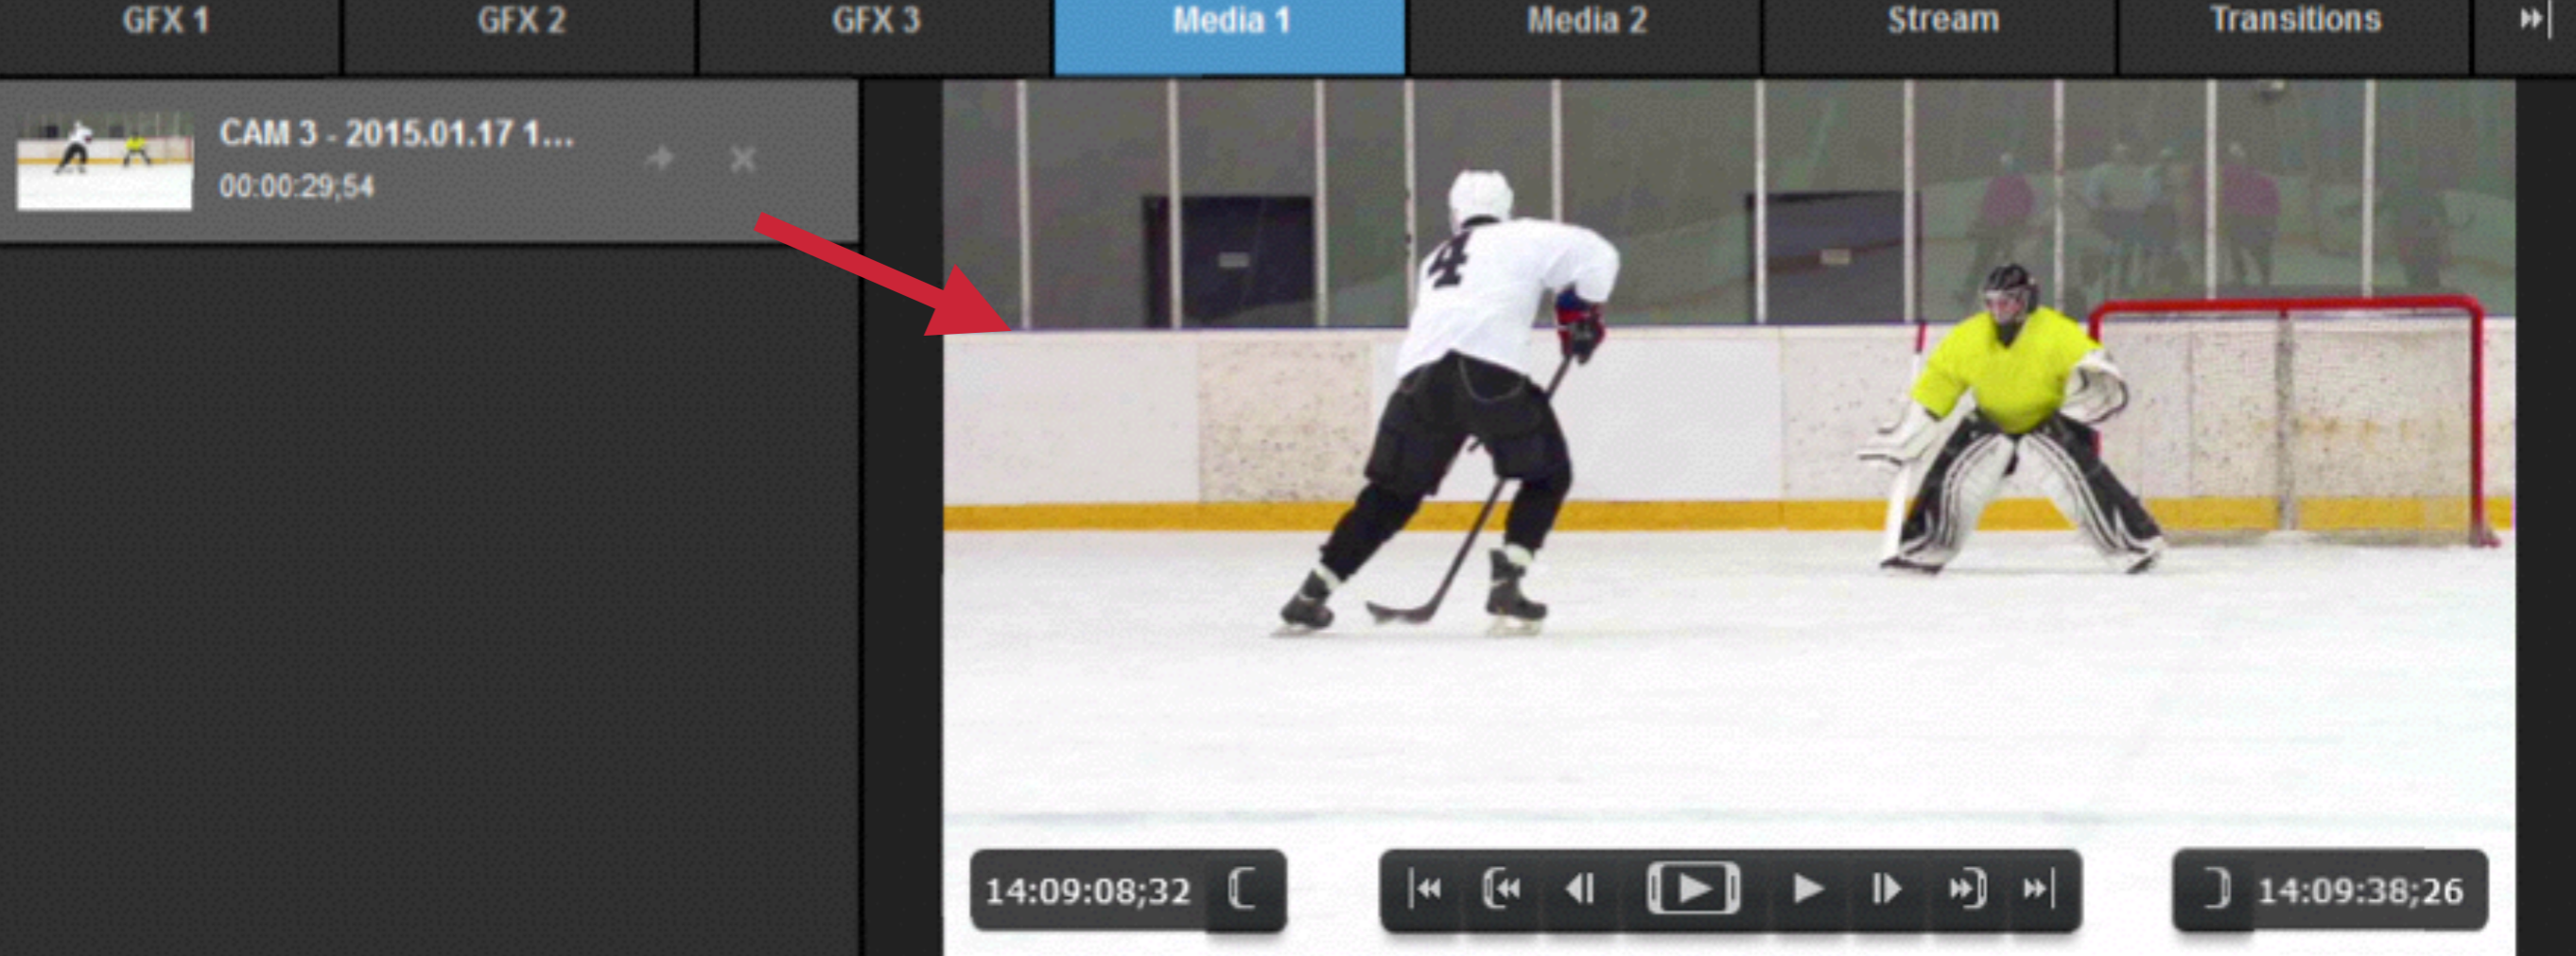 GFX 1
GFX 2
GFX 3
Media 1
Media 2
Stream
Transitions
CAM 3 - 2015.01.17 1...
00:00:29;54
4
14:09:08;32
14:09:38;26